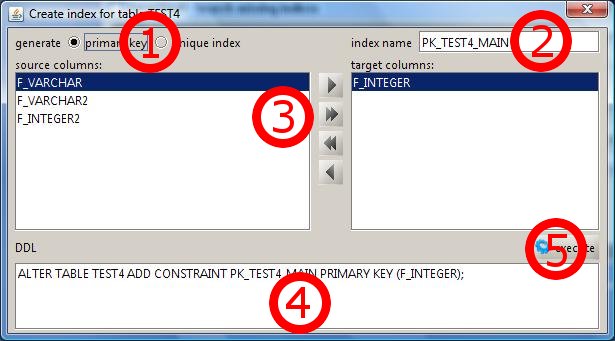 Create index for table TEST4
generate primary key unique index
index name PK_TEST4_MAIN
1
2
source columns:
target columns:
F_VARCHAR
F_VARCHAR2
F_INTEGER2
F_INTEGER
3
DDL
execute
5
ALTER TABLE TEST4 ADD CONSTRAINT PK_TEST4_MAIN PRIMARY KEY (F_INTEGER);
4